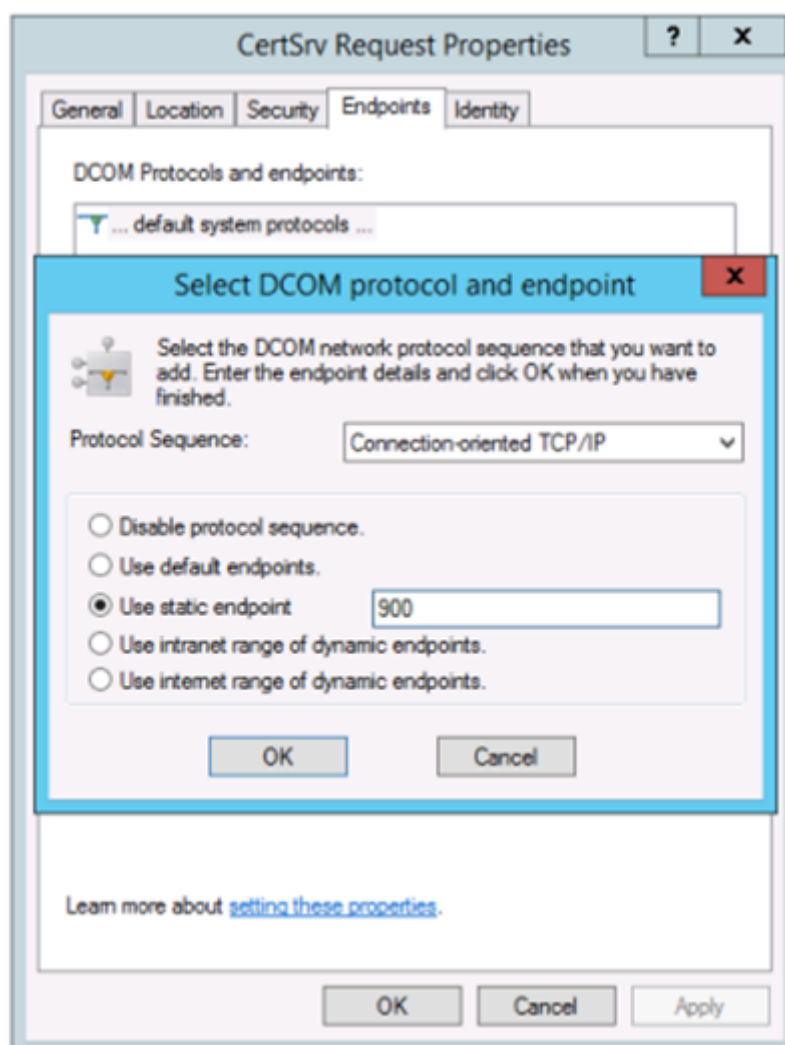 CertSrv Request Properties
?
x
General
Location
Security
Endpoints
Identity
DCOM Protocols and endpoints:
... default system protocols ...
Select DCOM protocol and endpoint
x
Select the DCOM network protocol sequence that you want to
add. Enter the endpoint details and click OK when you have
finished.
Protocol Sequence:
Connection-oriented TCP/IP
Disable protocol sequence.
Use default endpoints.
Use static endpoint
900
Use intranet range of dynamic endpoints.
Use internet range of dynamic endpoints.
OK
Cancel
Learn more about setting these properties.
OK
Cancel
Apply